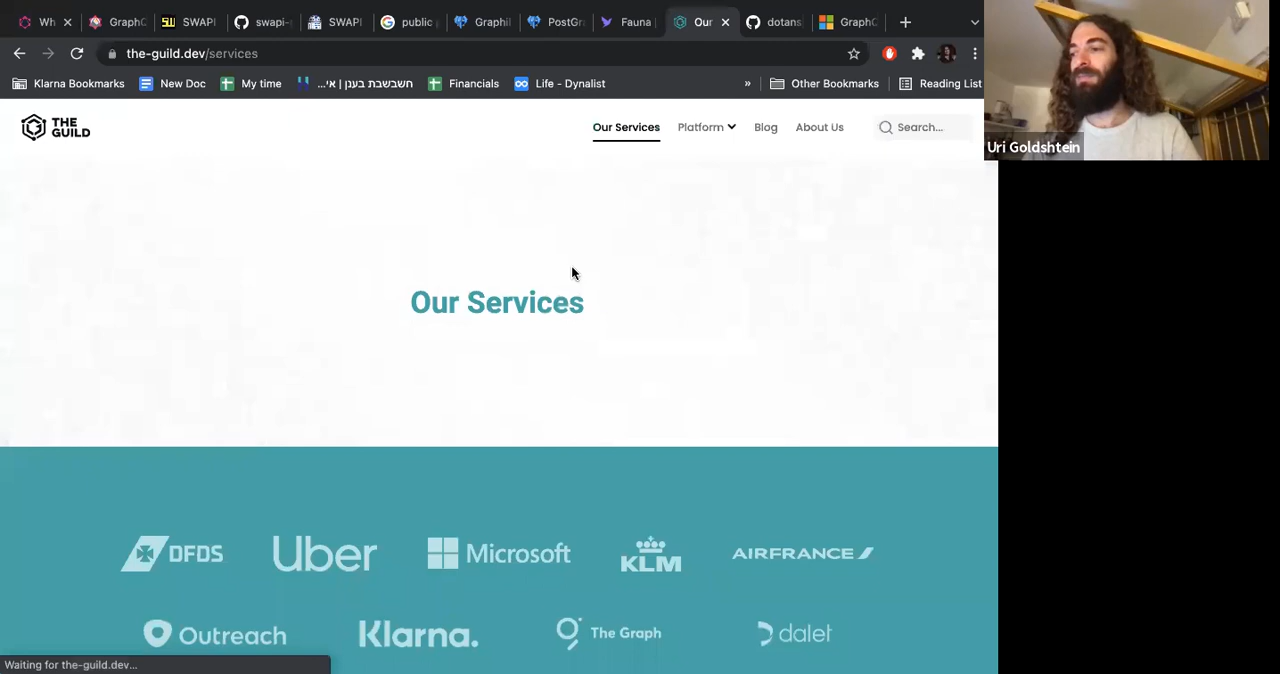 Wh
GraphQ
SWAPI
swapi-
SWAPI
public
Graphil
PostGra
Fauna
Our
dotans
GraphQ
the-guild.dev/services
Klarna Bookmarks
New Doc
My time
חשבשבת בענן | אי...
Financials
Life - Dynalist
»
Other Bookmarks
Reading List
THE GUILD
Our Services
Platform
Blog
About Us
Search...
Uri Goldshtein
Our Services
DFDS
Uber
Microsoft
KLM
AIRFRANCE
Outreach
Klarna.
The Graph
dalet
Waiting for the-guild.dev...